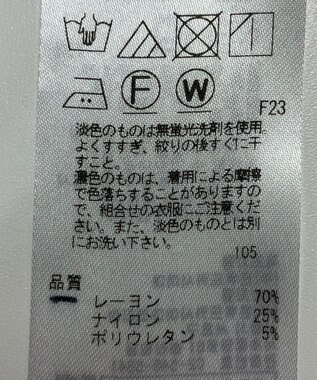 F
W
F23
淡色のものは無蛍光洗剤を使用
よくすすぎ、絞りの後すぐに干
すこと。
濃色のものは、着用による摩擦
で色落ちすることがありますの
で、組合せの衣服にご注意くだ
さい。また、淡色のものとは別
にお洗い下さい。
105
品質
レーヨン 70%
ナイロン 25%
ポリウレタン 5%